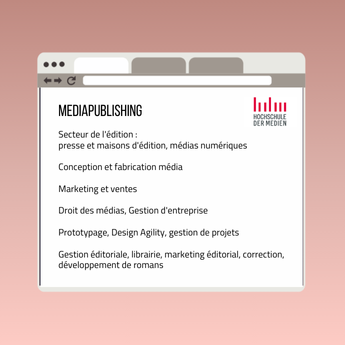 MEDIAPUBLISHING
hdm
HOCHSCHULE
DER MEDIEN
Secteur de l'édition :
presse et maisons d'édition, médias numériques
Conception et fabrication média
Marketing et ventes
Droit des médias, Gestion d'entreprise
Prototypage, Design Agility, gestion de projets
Gestion éditoriale, librairie, marketing éditorial, correction,
développement de romans